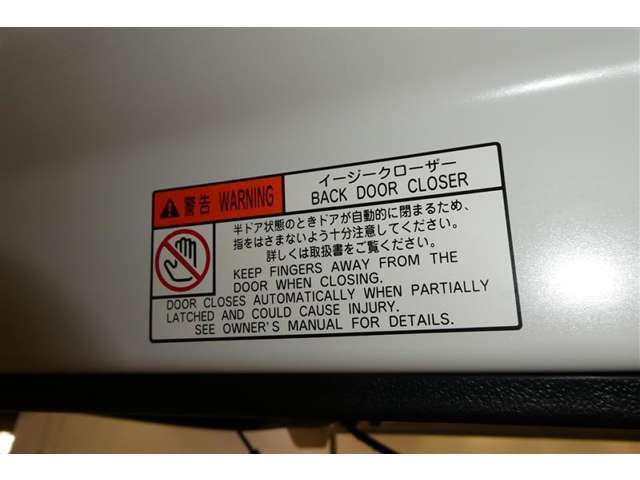 警告 WARNING
イージークローザー
BACK DOOR CLOSER
半ドア状態のときドアが自動的に閉まるため、
指をはさまないよう十分注意してください。
詳しくは取扱書をご覧ください。
KEEP FINGERS AWAY FROM THE
DOOR WHEN CLOSING.
DOOR CLOSES AUTOMATICALLY WHEN PARTIALLY
LATCHED AND COULD CAUSE INJURY.
SEE OWNER'S MANUAL FOR DETAILS.